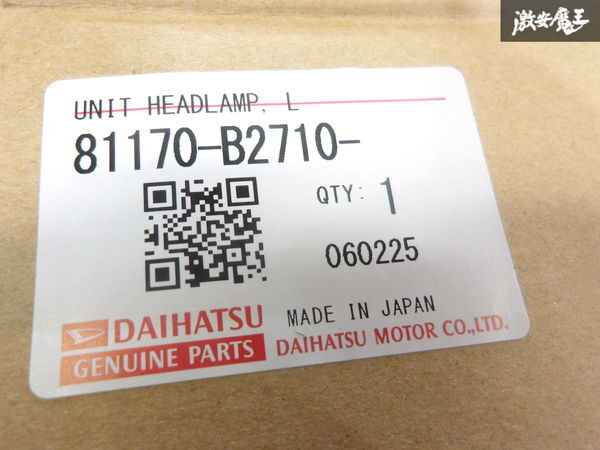 激安魔王
UNIT HEADLAMP, L
81170-B2710-
QTY: 1
060225
MADE IN JAPAN
DAIHATSU
GENUINE PARTS
DAIHATSU MOTOR CO.,LTD.